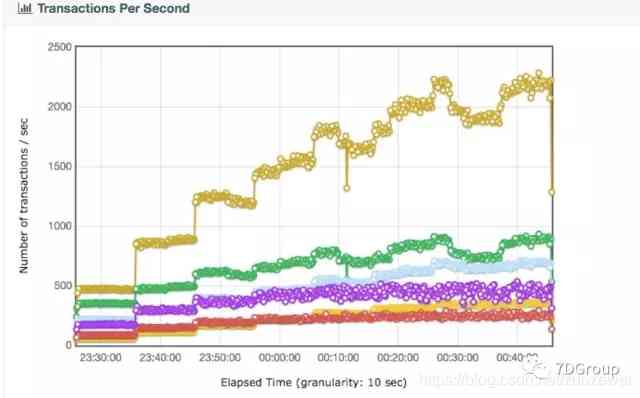 Transactions Per Second
2500
2000
1500
1000
500
0
Number of transactions / sec
23:30:00 23:40:00 23:50:00 00:00:00 00:10:00 00:20:00 00:30:00 00:40:00
Elapsed Time (granularity: 10 sec)
7DGroup